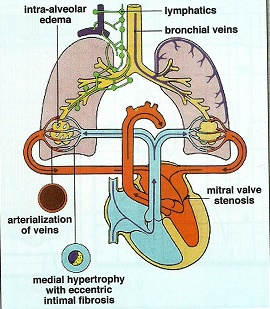 intra-alveolar
edema
lymphatics
bronchial veins
mitral valve
stenosis
arterialization
of veins
medial hypertrophy
with eccentric
intimal fibrosis